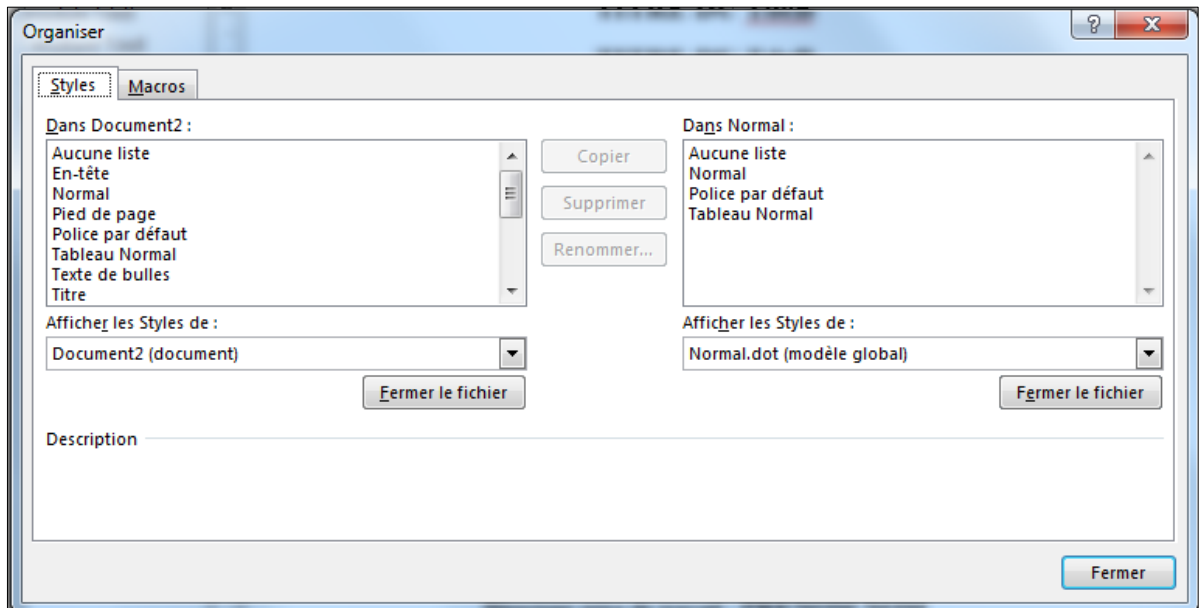 Organiser
Styles Macros
Dans Document2 :
Aucune liste
En-tête
Normal
Pied de page
Police par défaut
Tableau Normal
Texte de bulles
Titre
Afficher les Styles de :
Document2 (document)
Fermer le fichier
Copier
Supprimer
Renommer...
Dans Normal :
Aucune liste
Normal
Police par défaut
Tableau Normal
Afficher les Styles de :
Normal.dot (modèle global)
Fermer le fichier
Description
Fermer